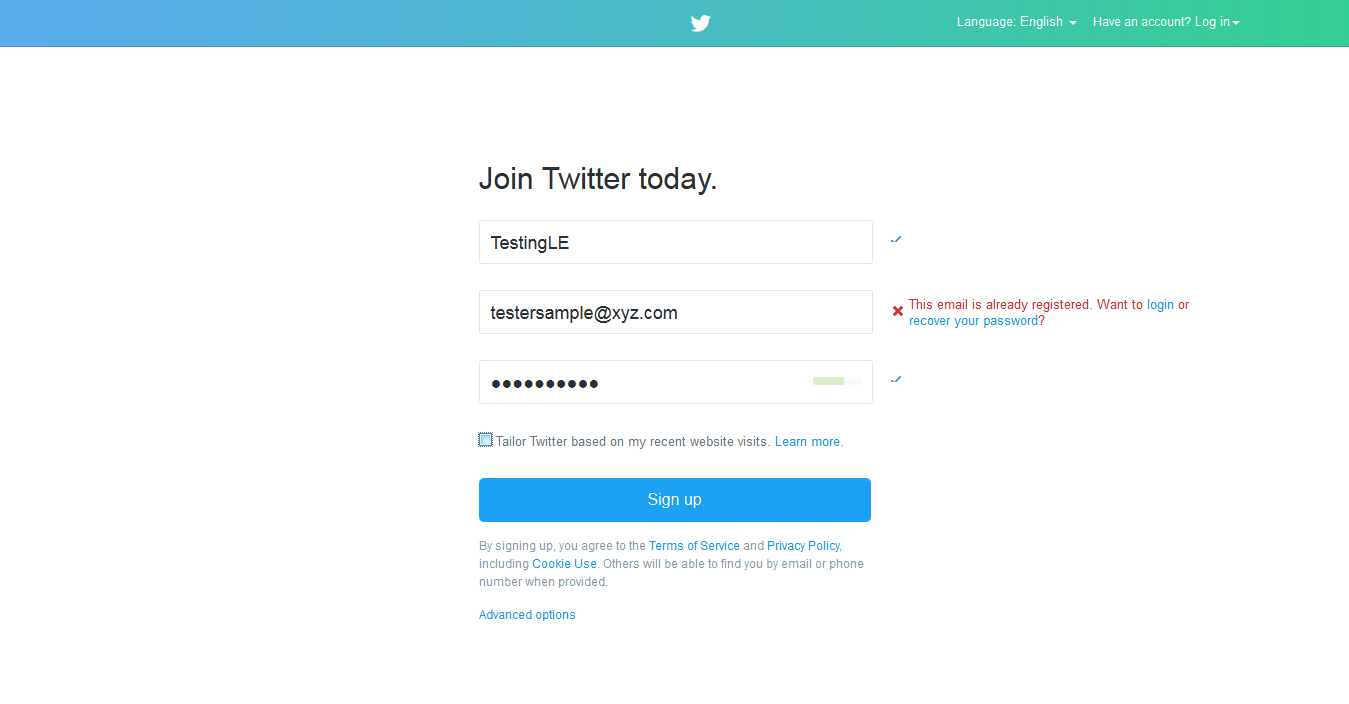 Language: English
Have an account? Log in
Join Twitter today.
TestingLE
testersample@xyz.com
This email is already registered. Want to login or
recover your password?
Tailor Twitter based on my recent website visits. Learn more.
Sign up
By signing up, you agree to the Terms of Service and Privacy Policy,
including Cookie Use. Others will be able to find you by email or phone
number when provided.
Advanced options